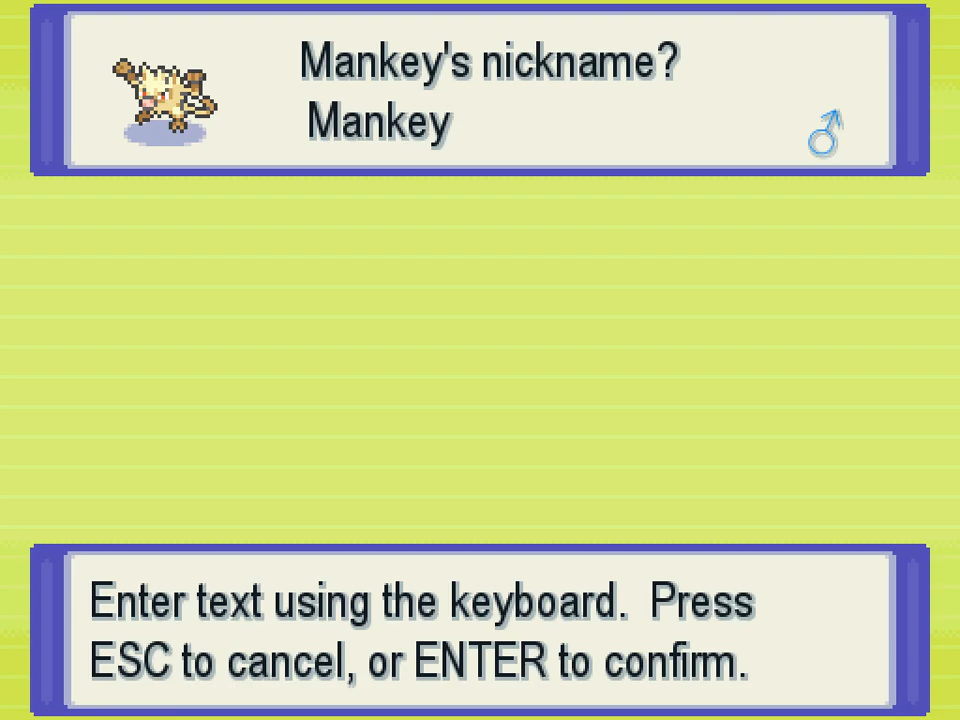 Mankey's nickname?
Mankey
♂
Enter text using the keyboard.  Press
ESC to cancel, or ENTER to confirm.